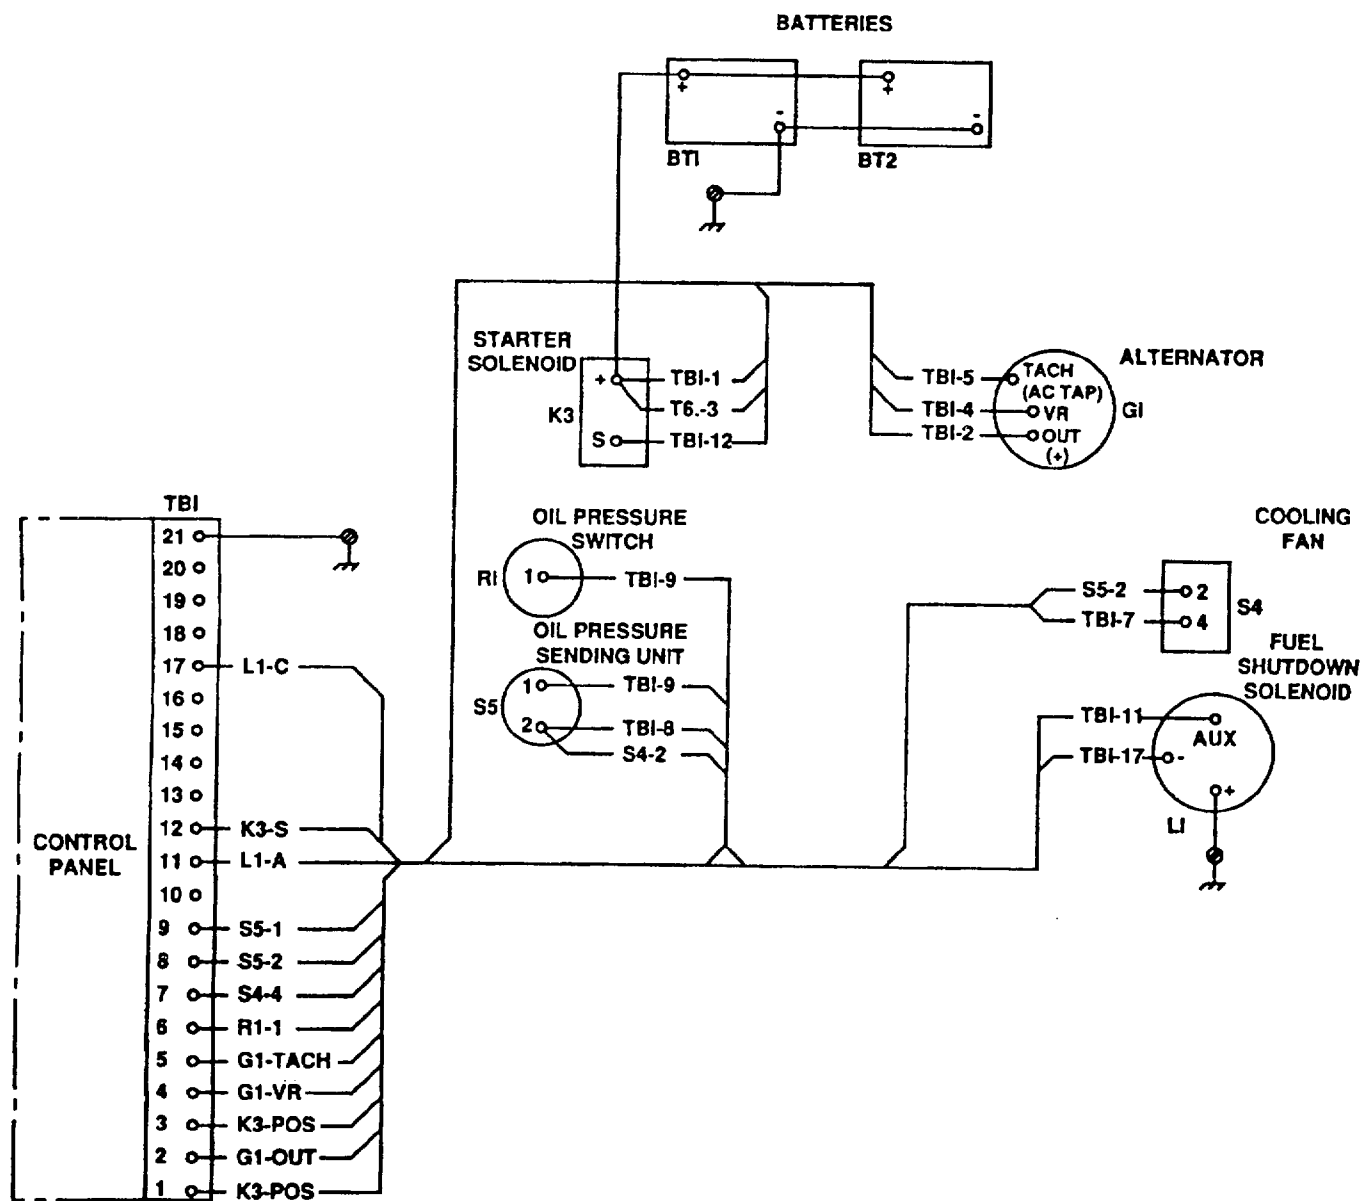 BATTERIES
+
+
-
-
BT1
BT2
STARTER
SOLENOID
K3
+
S
TBI-1
T6.-3
TBI-12
ALTERNATOR
TBI-5
TACH
(AC TAP)
TBI-4
VR
GI
TBI-2
OUT
(+)
TBI
CONTROL
PANEL
21
20
19
18
17 L1-C
16
15
14
13
12 K3-S
11 L1-A
10
9 S5-1
8 S5-2
7 S4-4
6 R1-1
5 G1-TACH
4 G1-VR
3 K3-POS
2 G1-OUT
1 K3-POS
OIL PRESSURE
SWITCH
RI
1
TBI-9
OIL PRESSURE
SENDING UNIT
S5
1
TBI-9
2
TBI-8
S4-2
COOLING
FAN
S5-2
2
TBI-7
4
S4
FUEL
SHUTDOWN
SOLENOID
TBI-11
AUX
TBI-17
-
+
LI